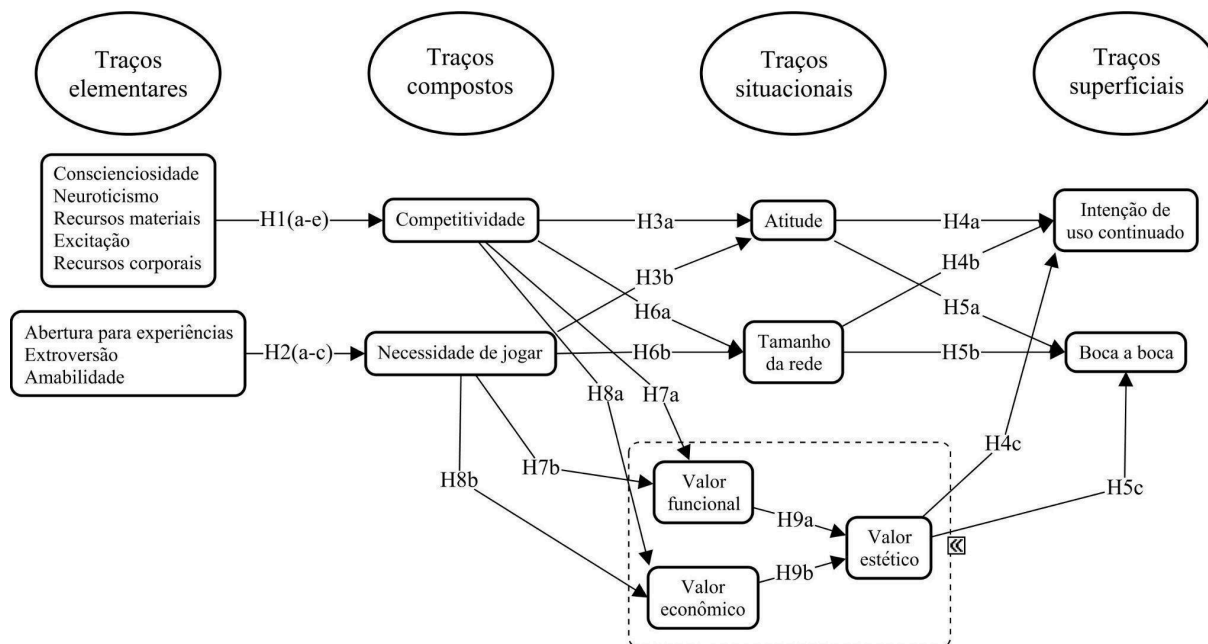 Traços
elementares
Traços
compostos
Traços
situacionais
Traços
superficiais
Conscienciosidade
Neuroticismo
Recursos materiais
Excitação
Recursos corporais
H1(a-e)
Competitividade
H3a
Atitude
H4a
Intenção de
uso continuado
H3b
H4b
H6a
H5a
Abertura para experiências
Extroversão
Amabilidade
H2(a-c)
Necessidade de jogar
H6b
Tamanho
da rede
H5b
Boca a boca
H8a
H7a
H4c
H8b
H7b
Valor
funcional
H9a
H5c
Valor
estético
H9b
Valor
econômico